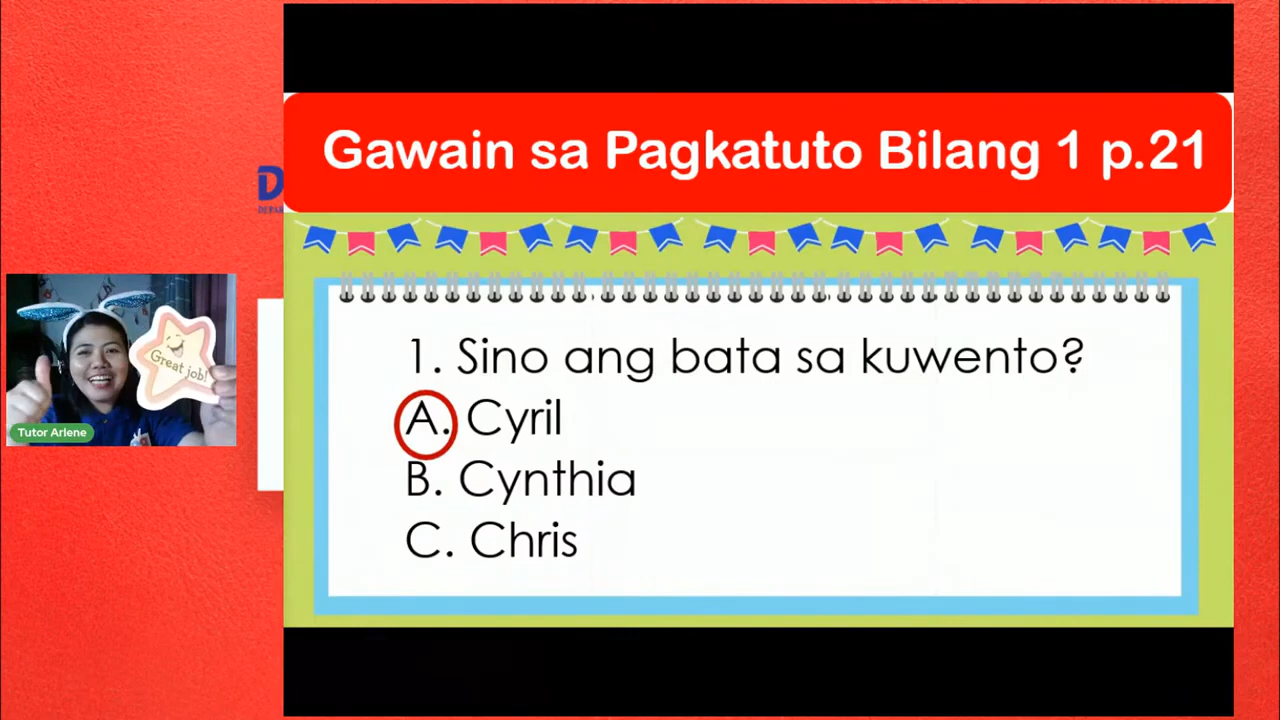 Gawain sa Pagkatuto Bilang 1 p.21
1. Sino ang bata sa kuwento?
A. Cyril
B. Cynthia
C. Chris
Great job!
Tutor Arlene